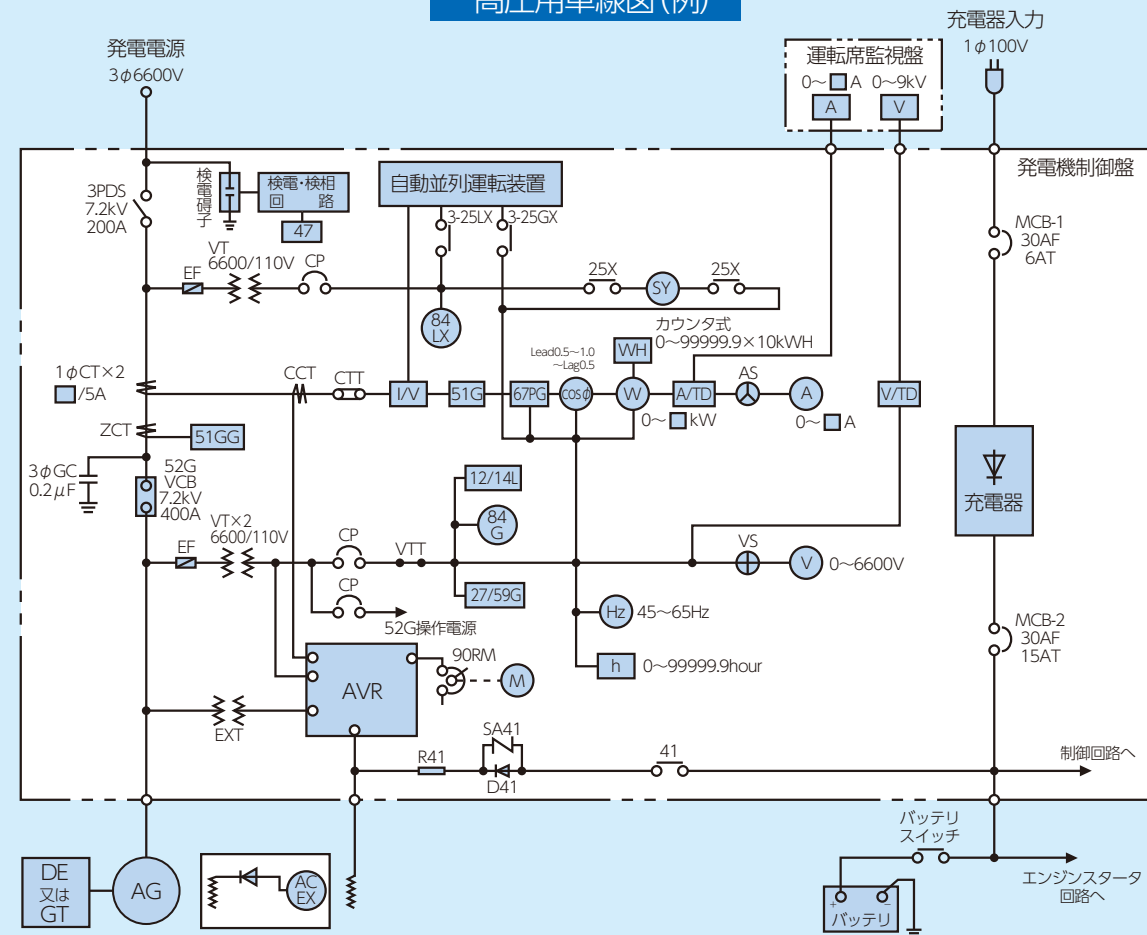 高圧用単線図(例)
発電電源
3φ6600V
充電器入力
1φ100V
運転席監視盤
0～□A 0～9kV
A
V
発電機制御盤
3PDS
7.2kV
200A
検電碍子
検電・検相
回 路
47
自動並列運転装置
3-25LX
3-25GX
MCB-1
30AF
6AT
VT
6600/110V
EF
CP
84
LX
25X
SY
25X
カウンタ式
0～99999.9×10kWH
Lead0.5～1.0
～Lag0.5
WH
1φCT×2
□/5A
CCT
CTT
I/V
51G
67PG
cosφ
W
A/TD
AS
A
V/TD
0～□kW
0～□A
ZCT
51GG
3φGC
0.2μF
52G
VCB
7.2kV
400A
充電器
12/14L
84
G
27/59G
VT×2
6600/110V
EF
CP
VTT
CP
52G操作電源
VS
V
0～6600V
Hz
45～65Hz
h
0～99999.9hour
MCB-2
30AF
15AT
AVR
90RM
M
EXT
SA41
R41
D41
41
制御回路へ
バッテリ
スイッチ
エンジンスタータ
回路へ
DE
又は
GT
AG
AC
EX
+
−
バッテリ